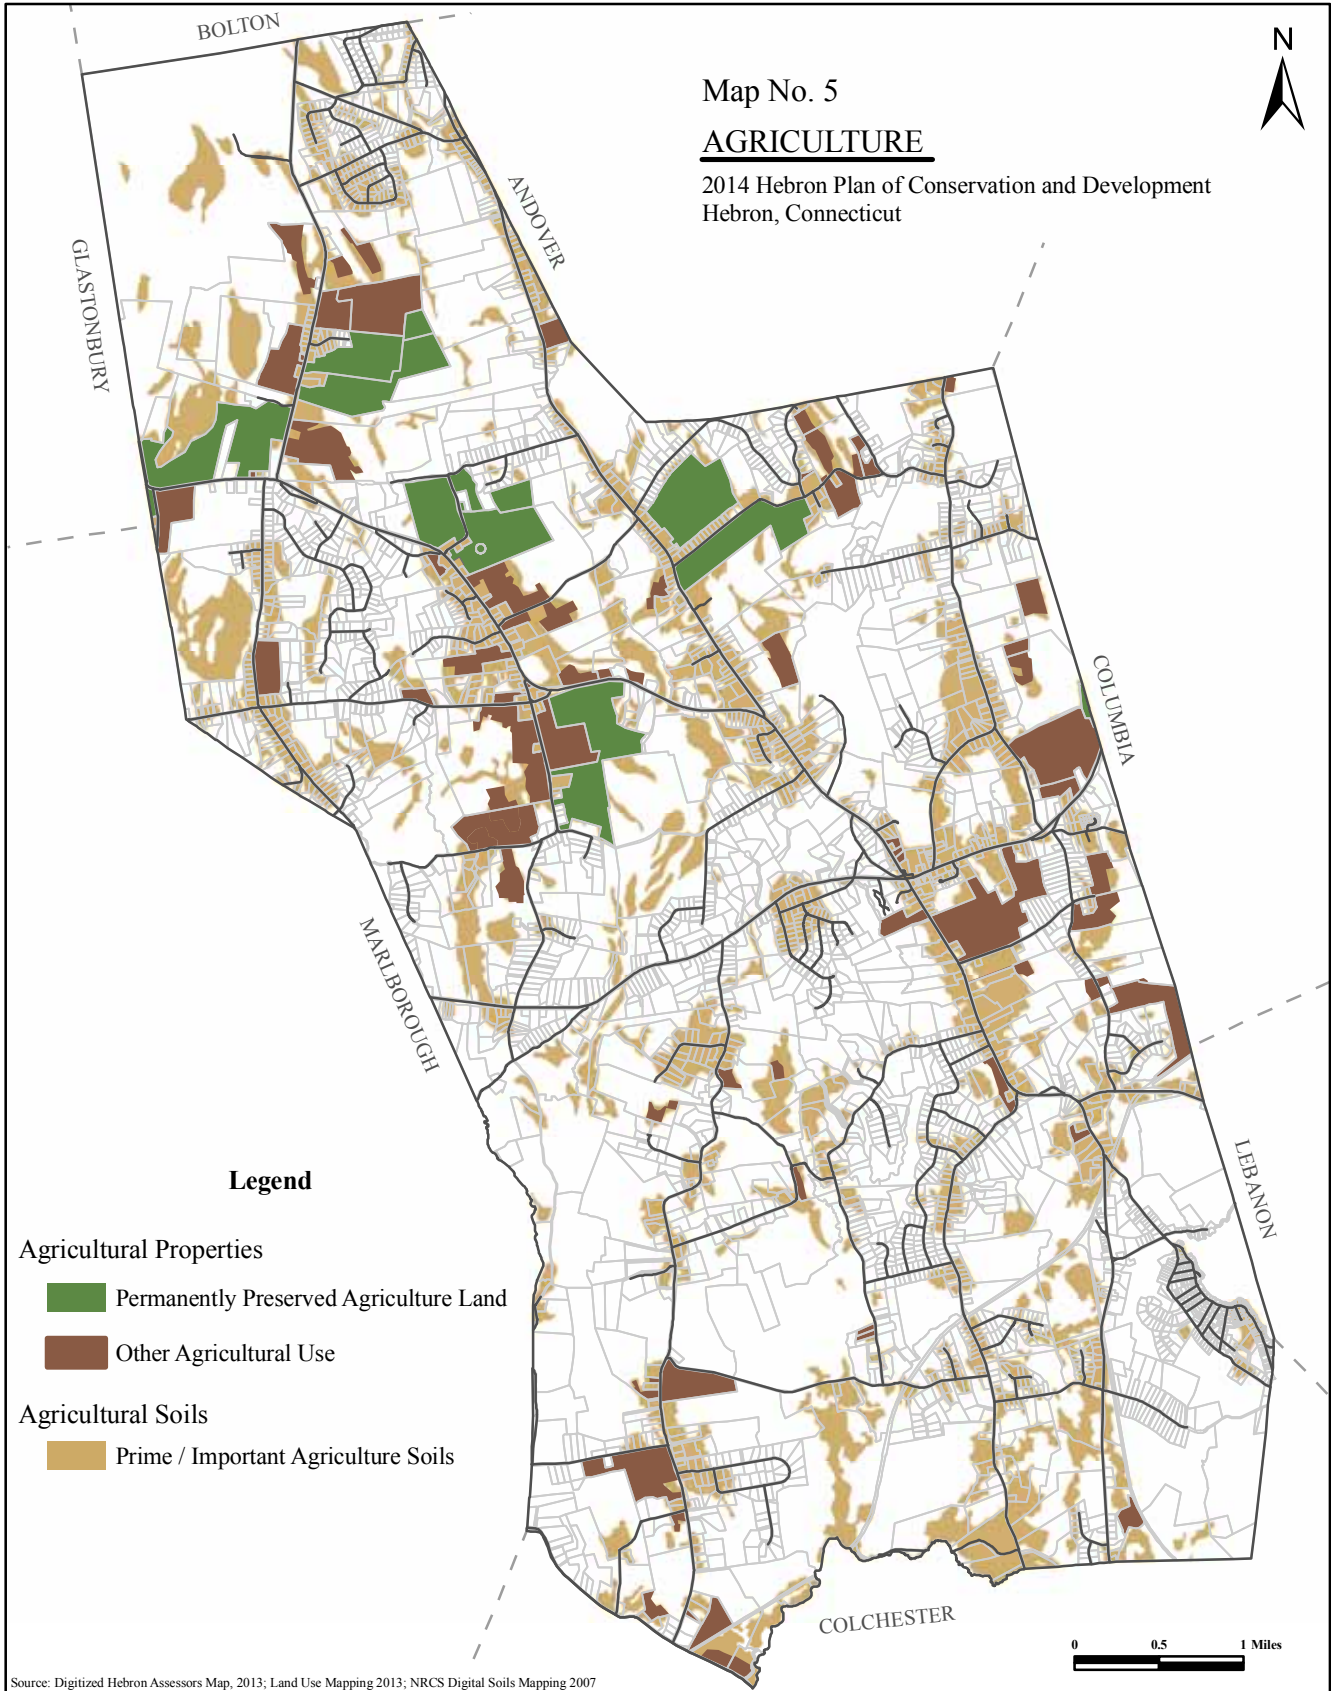 BOLTON
N
Map No. 5
AGRICULTURE
2014 Hebron Plan of Conservation and Development
Hebron, Connecticut
ANDOVER
GLASTONBURY
COLUMBIA
MARLBOROUGH
LEBANON
Legend
Agricultural Properties
Permanently Preserved Agriculture Land
Other Agricultural Use
Agricultural Soils
Prime / Important Agriculture Soils
COLCHESTER
0 0.5 1 Miles
Source: Digitized Hebron Assessors Map, 2013; Land Use Mapping 2013; NRCS Digital Soils Mapping 2007